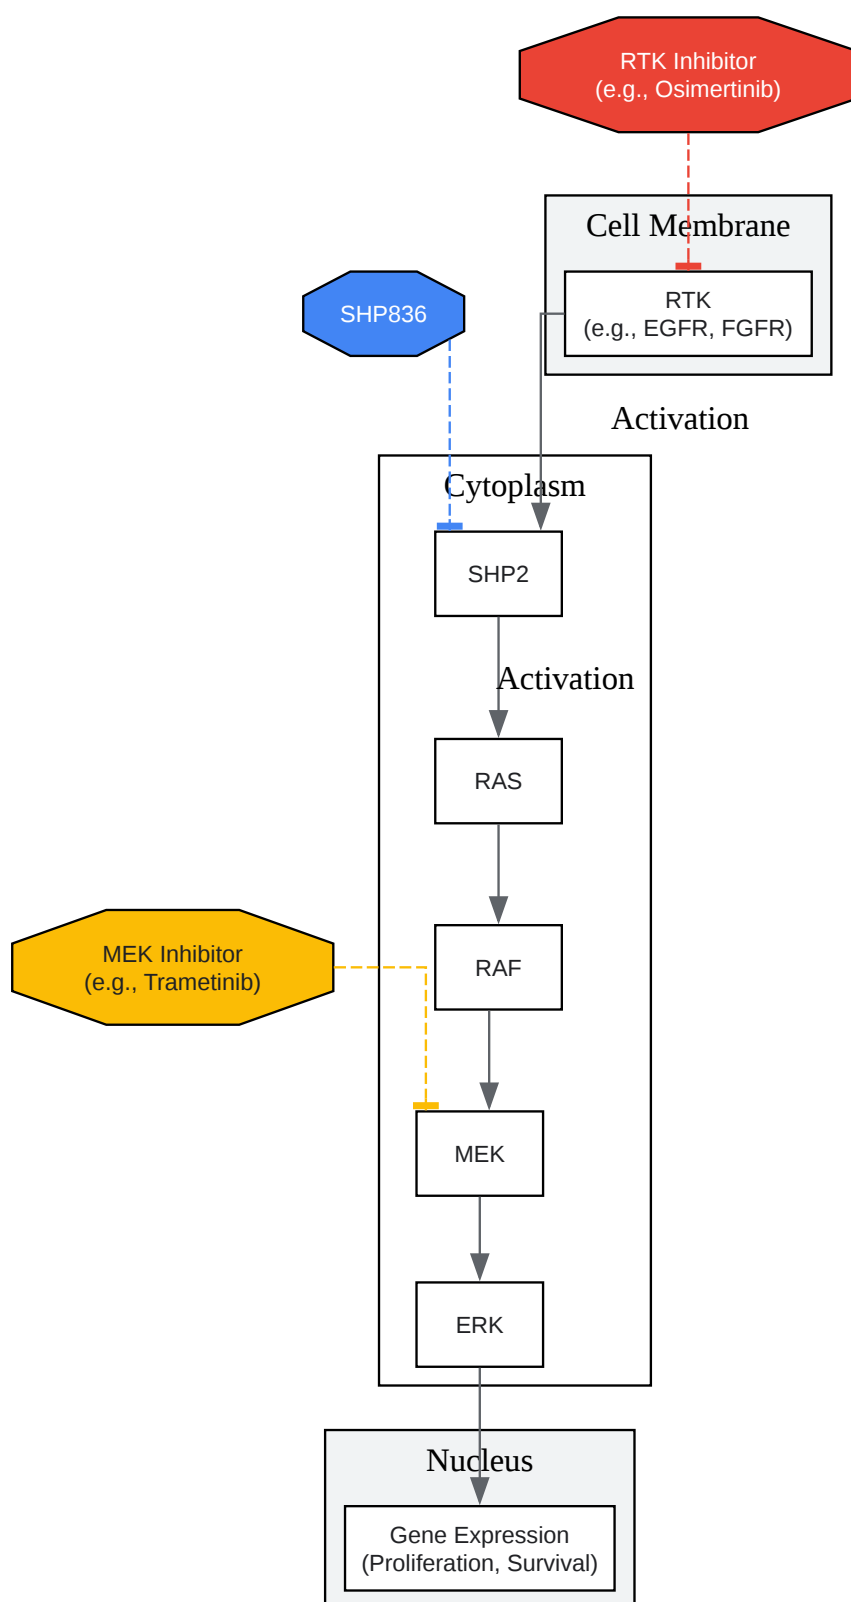 RTK Inhibitor
(e.g., Osimertinib)
Cell Membrane
RTK
(e.g., EGFR, FGFR)
SHP836
Activation
Cytoplasm
SHP2
Activation
RAS
MEK Inhibitor
(e.g., Trametinib)
RAF
MEK
ERK
Nucleus
Gene Expression
(Proliferation, Survival)